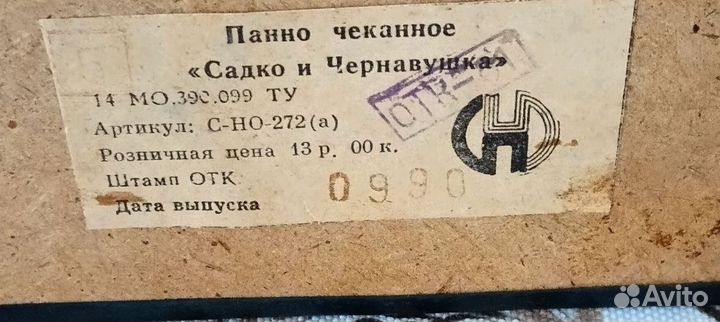 Панно чеканное
«Садко и Чернавушка»
14 МО.390.099 ТУ
Артикул: С-НО-272(а)
Розничная цена 13 р. 00 к.
Штамп ОТК
0990
Дата выпуска
Avito